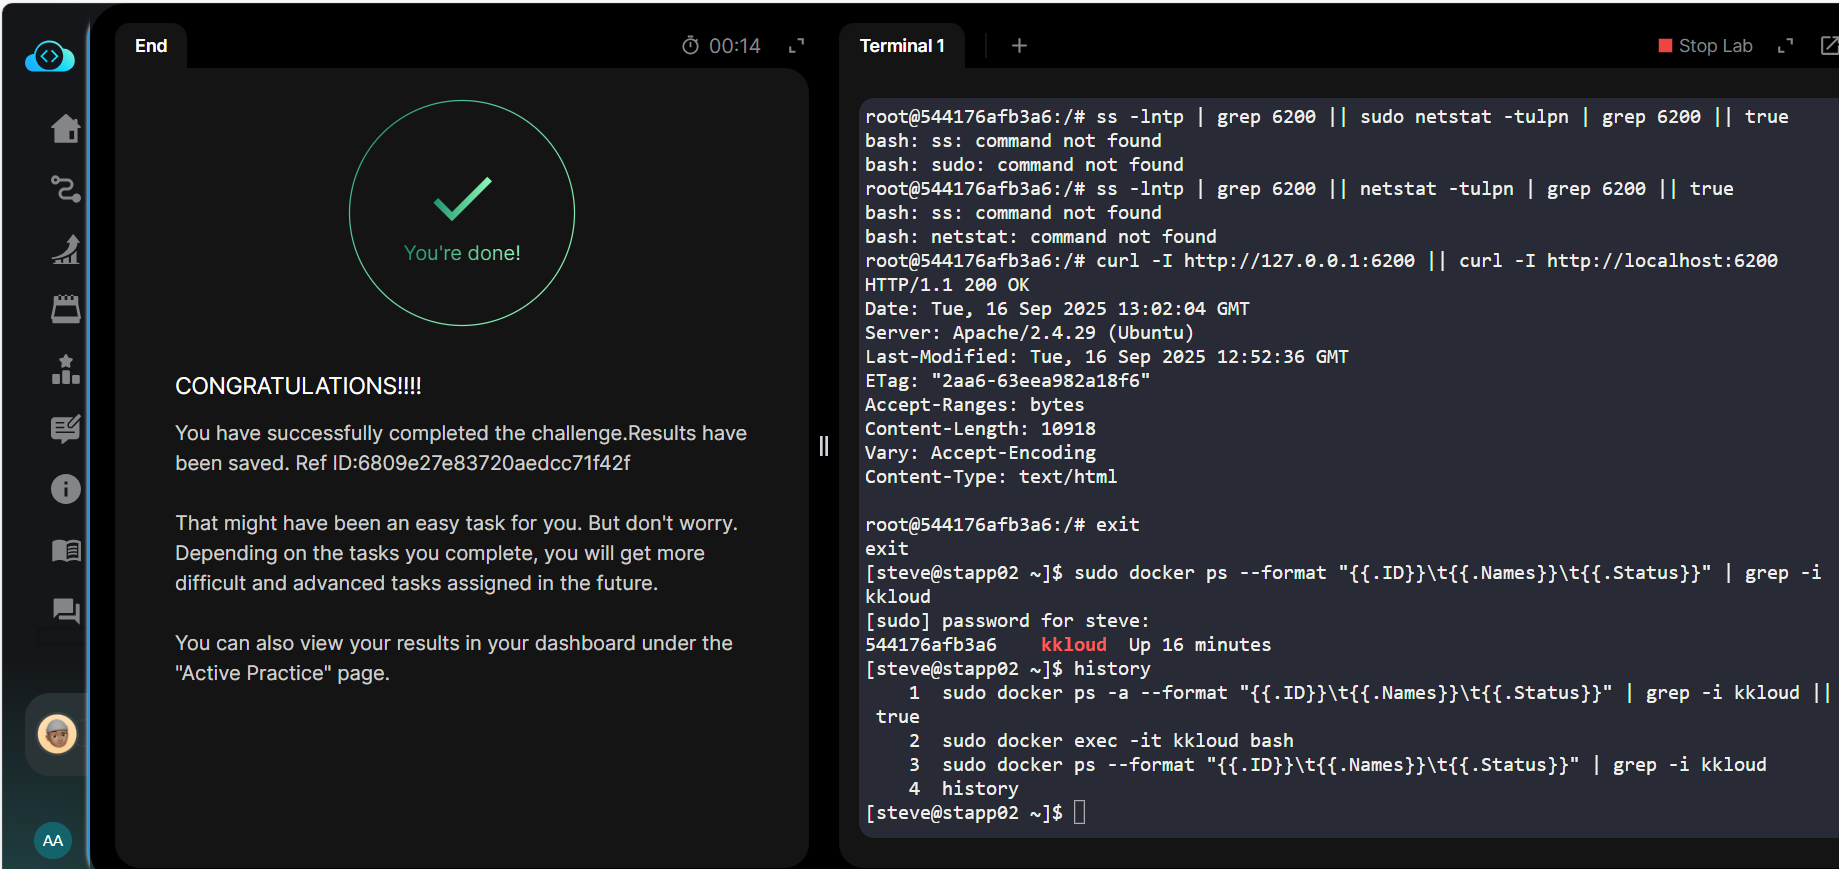 End
00:14
You're done!
CONGRATULATIONS!!!!
You have successfully completed the challenge.Results have
been saved. Ref ID:6809e27e83720aedcc71f42f
That might have been an easy task for you. But don't worry.
Depending on the tasks you complete, you will get more
difficult and advanced tasks assigned in the future.
You can also view your results in your dashboard under the
"Active Practice" page.
AA
Terminal 1
+
Stop Lab
root@544176afb3a6:/# ss -lntp | grep 6200 || sudo netstat -tulpn | grep 6200 || true
bash: ss: command not found
bash: sudo: command not found
root@544176afb3a6:/# ss -lntp | grep 6200 || netstat -tulpn | grep 6200 || true
bash: ss: command not found
bash: netstat: command not found
root@544176afb3a6:/# curl -I http://127.0.0.1:6200 || curl -I http://localhost:6200
HTTP/1.1 200 OK
Date: Tue, 16 Sep 2025 13:02:04 GMT
Server: Apache/2.4.29 (Ubuntu)
Last-Modified: Tue, 16 Sep 2025 12:52:36 GMT
ETag: "2aa6-63eea982a18f6"
Accept-Ranges: bytes
Content-Length: 10918
Vary: Accept-Encoding
Content-Type: text/html
root@544176afb3a6:/# exit
exit
[steve@stapp02 ~]$ sudo docker ps --format "{{.ID}}\t{{.Names}}\t{{.Status}}" | grep -i
kkloud
[sudo] password for steve:
544176afb3a6    kkloud  Up 16 minutes
[steve@stapp02 ~]$ history
    1  sudo docker ps -a --format "{{.ID}}\t{{.Names}}\t{{.Status}}" | grep -i kkloud ||
 true
    2  sudo docker exec -it kkloud bash
    3  sudo docker ps --format "{{.ID}}\t{{.Names}}\t{{.Status}}" | grep -i kkloud
    4  history
[steve@stapp02 ~]$